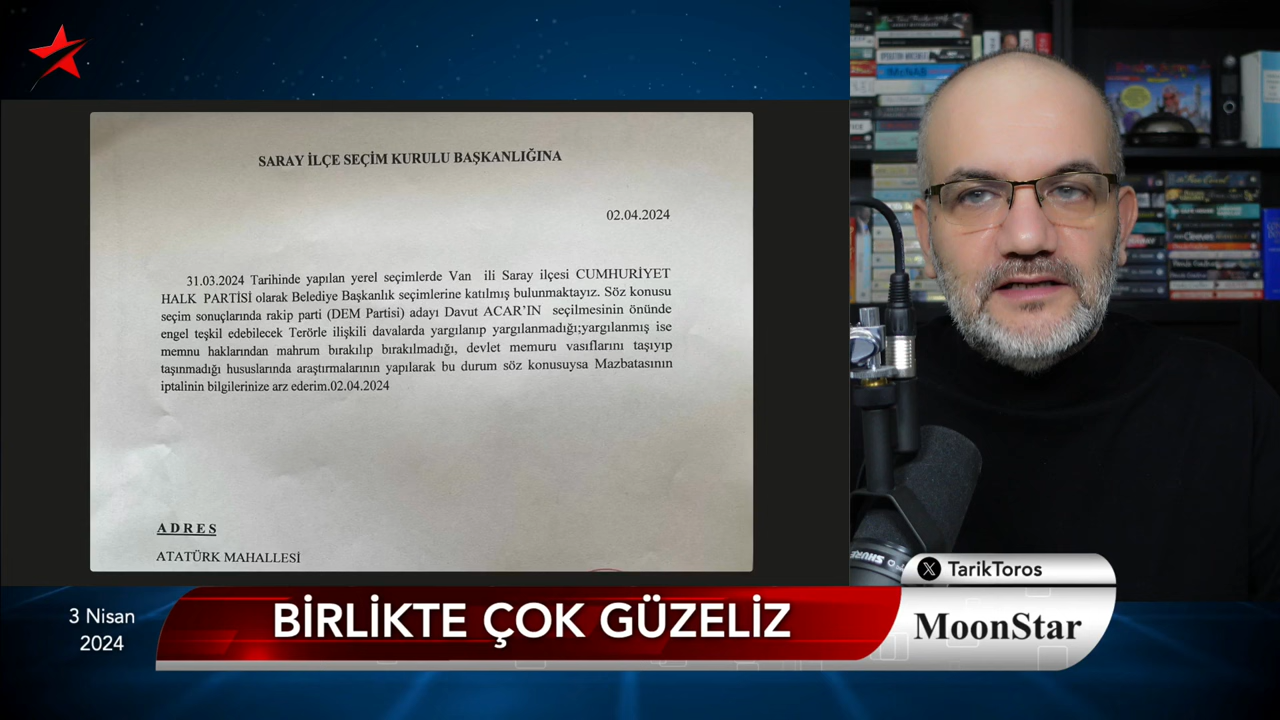 SARAY İLÇE SEÇİM KURULU BAŞKANLIĞINA
02.04.2024
31.03.2024 Tarihinde yapılan yerel seçimlerde Van ili Saray ilçesi CUMHURİYET
HALK PARTİSİ olarak Belediye Başkanlık seçimlerine katılmış bulunmaktayız. Söz konusu
seçim sonuçlarında rakip parti (DEM Partisi) adayı Davut ACAR'IN seçilmesinin önünde
engel teşkil edebilecek Terörle ilişkili davalarda yargılanıp yargılanmadığı;yargılanmış ise
memnu haklarından mahrum bırakılıp bırakılmadığı, devlet memuru vasıflarını taşıyıp
taşınmadığı hususlarında araştırmalarının yapılarak bu durum söz konusuysa Mazbatasının
iptalinin bilgilerinize arz ederim.02.04.2024
ADRES
ATATÜRK MAHALLESİ
McNAB
Cleeves
SHURE
TarikToros
MoonStar
3 Nisan
2024
BİRLİKTE ÇOK GÜZELİZ